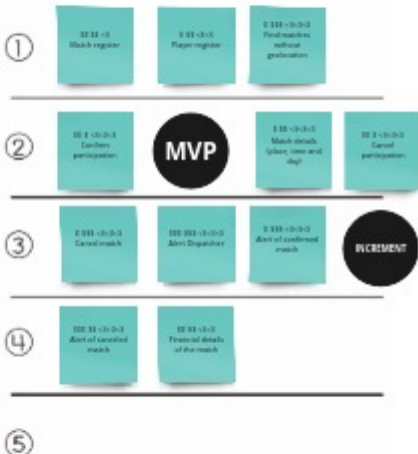 ①
Match register
Player register
Find matches
without
geolocation
②
Confirm
participation
MVP
Match details
(place, time and
day)
Cancel
participation
③
Cancel match
Alert Dispatcher
Alert of confirmed
match
INCREMENT
④
Alert of canceled
match
Financial details
of the match
⑤